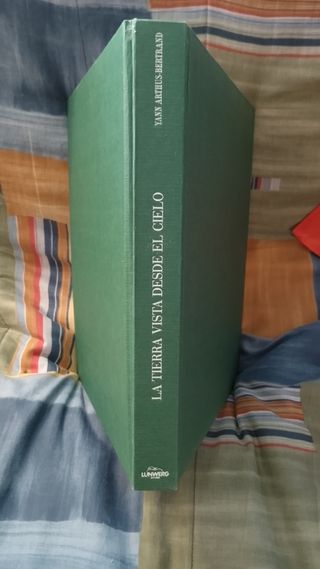 YANN ARTHUS-BERTRAND
LA TIERRA VISTA DESDE EL CIELO
LUNWERG